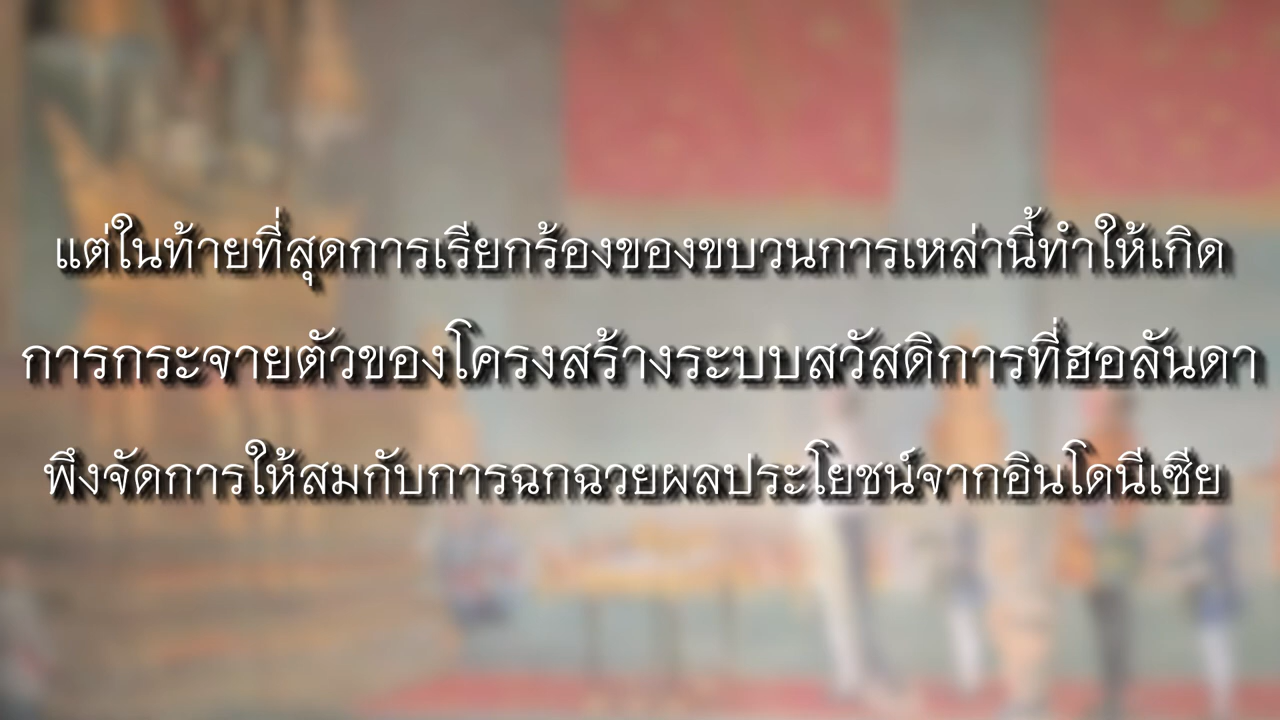 แต่ในท้ายที่สุดการเรียกร้องของขบวนการเหล่านี้ทำให้เกิด
การกระจายตัวของโครงสร้างระบบสวัสดิการที่ฮอลันดา
พึงจัดการให้สมกับการฉกฉวยผลประโยชน์จากอินโดนีเซีย